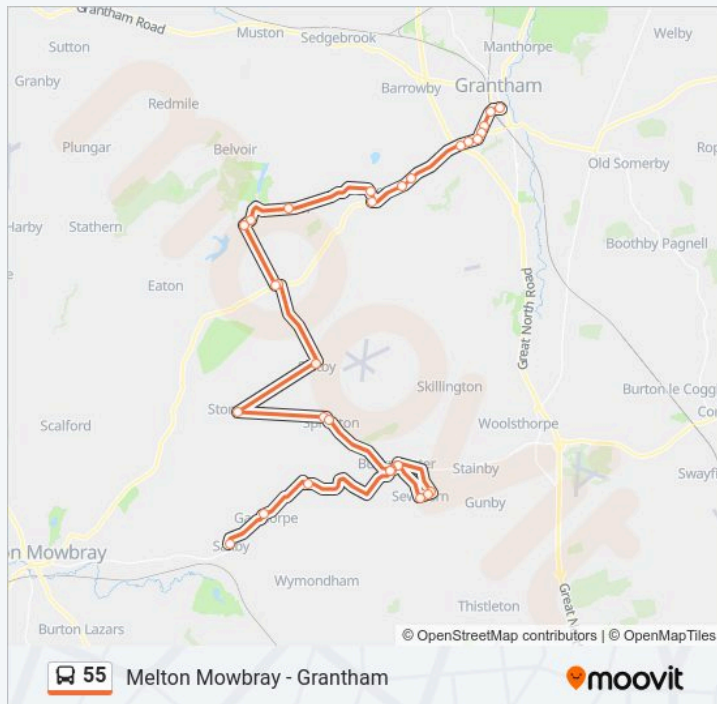 Grantham Road
Muston
Sedgebrook
Welby
Sutton
Manthorpe
Granby
Barrowby
Grantham
Redmile
Plungar
Belvoir
Old Somerby
Harby
Stathern
Boothby Pagnell
Eaton
Great North Road
Skillington
Burton le Cogg
Scalford
Woolsthorpe
Stainby
Swayfi
Gunby
Wymondham
on Mowbray
Thistleton
Burton Lazars
© OpenStreetMap contributors | © OpenMapTiles
55 Melton Mowbray - Grantham
moovit